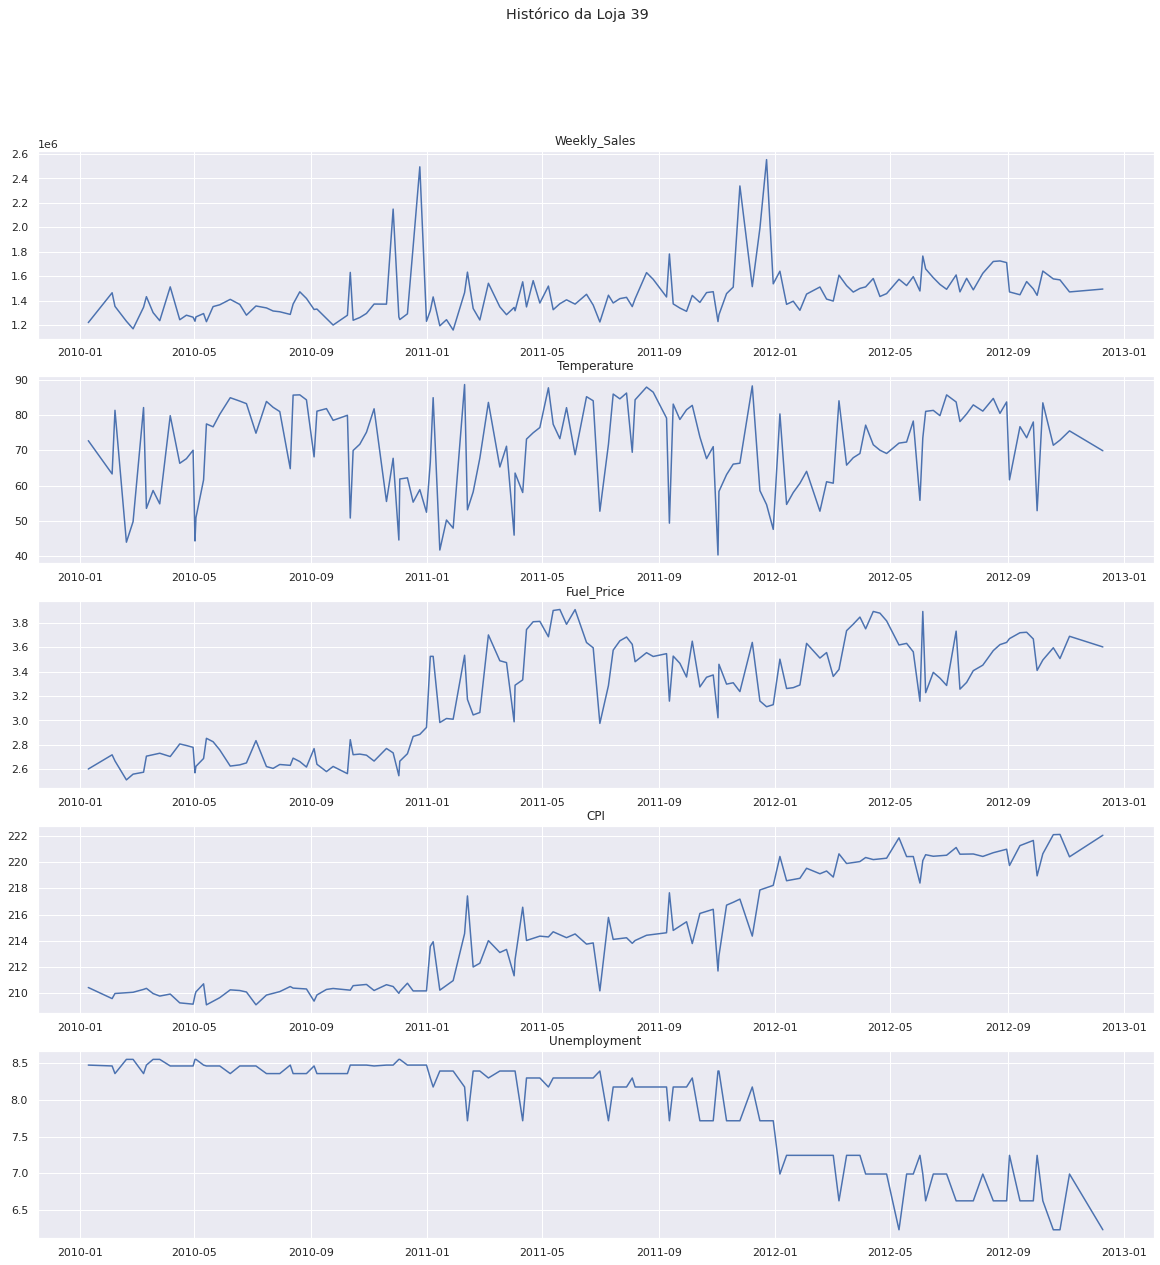 Histórico da Loja 39
Weekly_Sales
1e6
2.6
2.4
2.2
2.0
1.8
1.6
1.4
1.2
2010-01 2010-05 2010-09 2011-01 2011-05 2011-09 2012-01 2012-05 2012-09 2013-01
Temperature
90
80
70
60
50
40
2010-01 2010-05 2010-09 2011-01 2011-05 2011-09 2012-01 2012-05 2012-09 2013-01
Fuel_Price
3.8
3.6
3.4
3.2
3.0
2.8
2.6
2010-01 2010-05 2010-09 2011-01 2011-05 2011-09 2012-01 2012-05 2012-09 2013-01
CPI
222
220
218
216
214
212
210
2010-01 2010-05 2010-09 2011-01 2011-05 2011-09 2012-01 2012-05 2012-09 2013-01
Unemployment
8.5
8.0
7.5
7.0
6.5
2010-01 2010-05 2010-09 2011-01 2011-05 2011-09 2012-01 2012-05 2012-09 2013-01